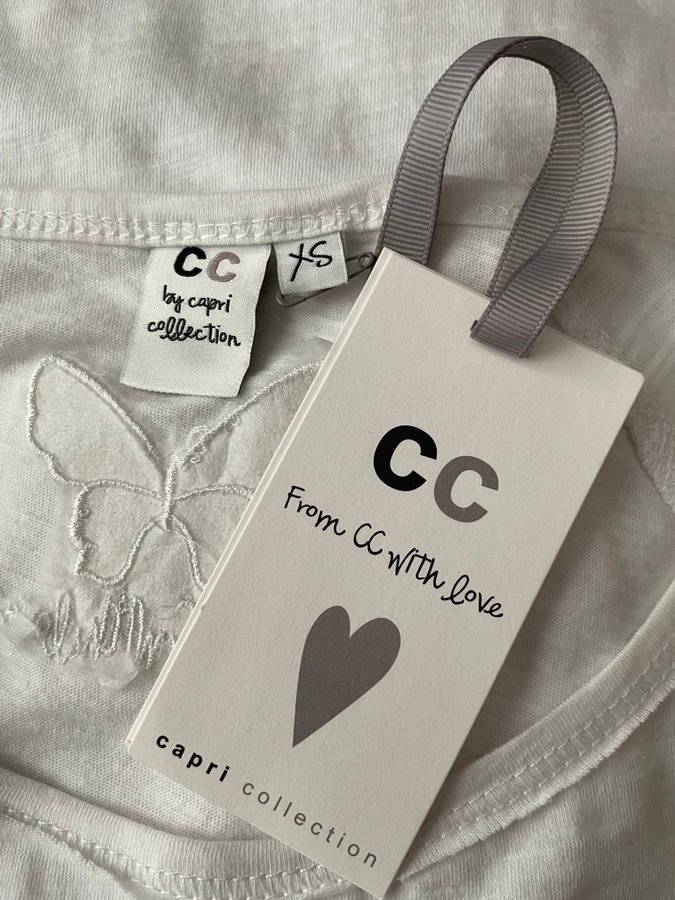 CC
by capri
collection
XS
CC
From CC with love
capri collection